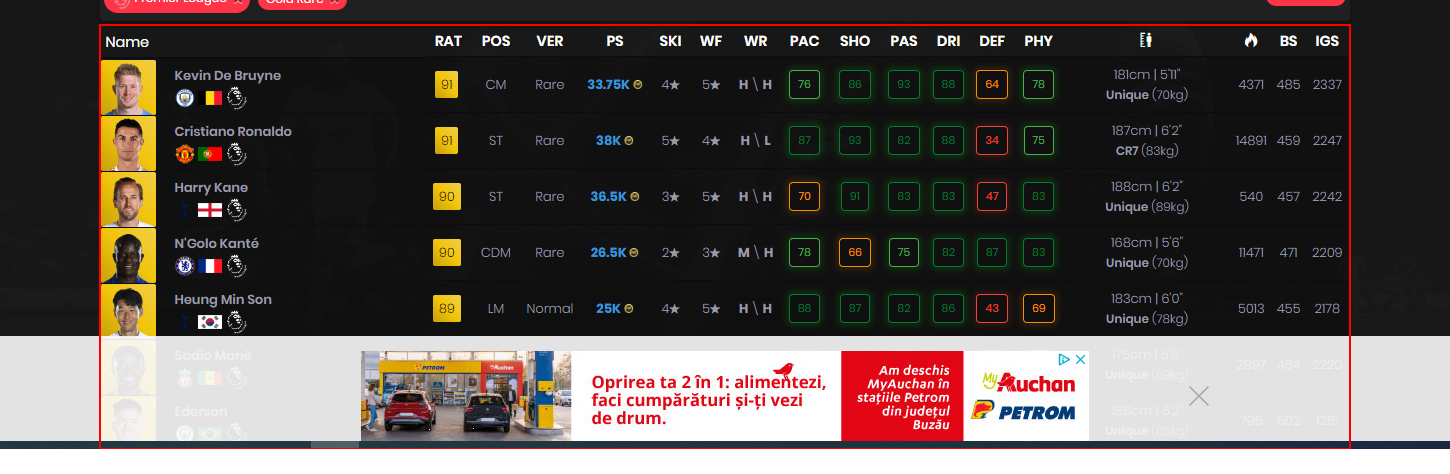 Premier League Gold Rare
Name RAT POS VER PS SKI WF WR PAC SHO PAS DRI DEF PHY BS IGS
Kevin De Bruyne 91 CM Rare 33.75K 4★ 5★ H \ H 76 86 93 88 64 78 181cm | 5'11" 4371 485 2337
Unique (70kg)
Cristiano Ronaldo 91 ST Rare 38K 5★ 4★ H \ L 87 93 82 88 34 75 187cm | 6'2" 14891 459 2247
CR7 (83kg)
Harry Kane 90 ST Rare 36.5K 3★ 5★ H \ H 70 91 83 83 47 83 188cm | 6'2" 540 457 2242
Unique (89kg)
N'Golo Kanté 90 CDM Rare 26.5K 2★ 3★ M \ H 78 66 75 82 87 83 168cm | 5'6" 11471 471 2209
Unique (70kg)
Heung Min Son 89 LM Normal 25K 4★ 5★ H \ H 88 87 82 86 43 69 183cm | 6'0" 5013 455 2178
Unique (78kg)
Sadio Mané 175cm | 5'9" 2897 464 2220
Unique (69kg)
Ederson 188cm | 6'2" 502 1215
Unique (86kg)
PETROM Auchan
Oprirea ta 2 în 1: alimentezi,
faci cumpărături și-ți vezi
de drum.
Am deschis
MyAuchan în
stațiile Petrom
din județul
Buzău
MyAuchan
PETROM